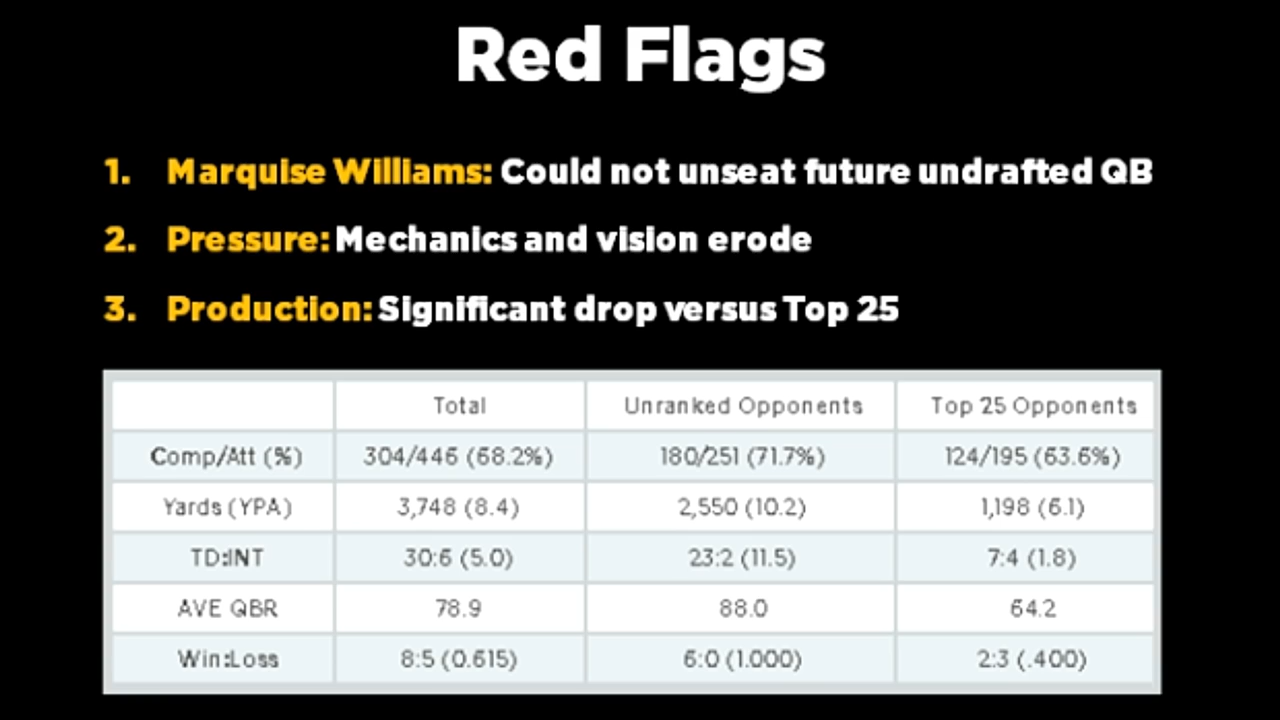 Red Flags
1. Marquise Williams: Could not unseat future undrafted QB
2. Pressure: Mechanics and vision erode
3. Production: Significant drop versus Top 25
Total Unranked Opponents Top 25 Opponents
Comp/Att (%) 304/446 (68.2%) 180/251 (71.7%) 124/195 (63.6%)
Yards (YPA) 3,748 (8.4) 2,550 (10.2) 1,198 (6.1)
TD:INT 30:6 (5.0) 23:2 (11.5) 7:4 (1.8)
AVE QBR 78.9 88.0 64.2
Win:Loss 8:5 (0.615) 6:0 (1.000) 2:3 (.400)